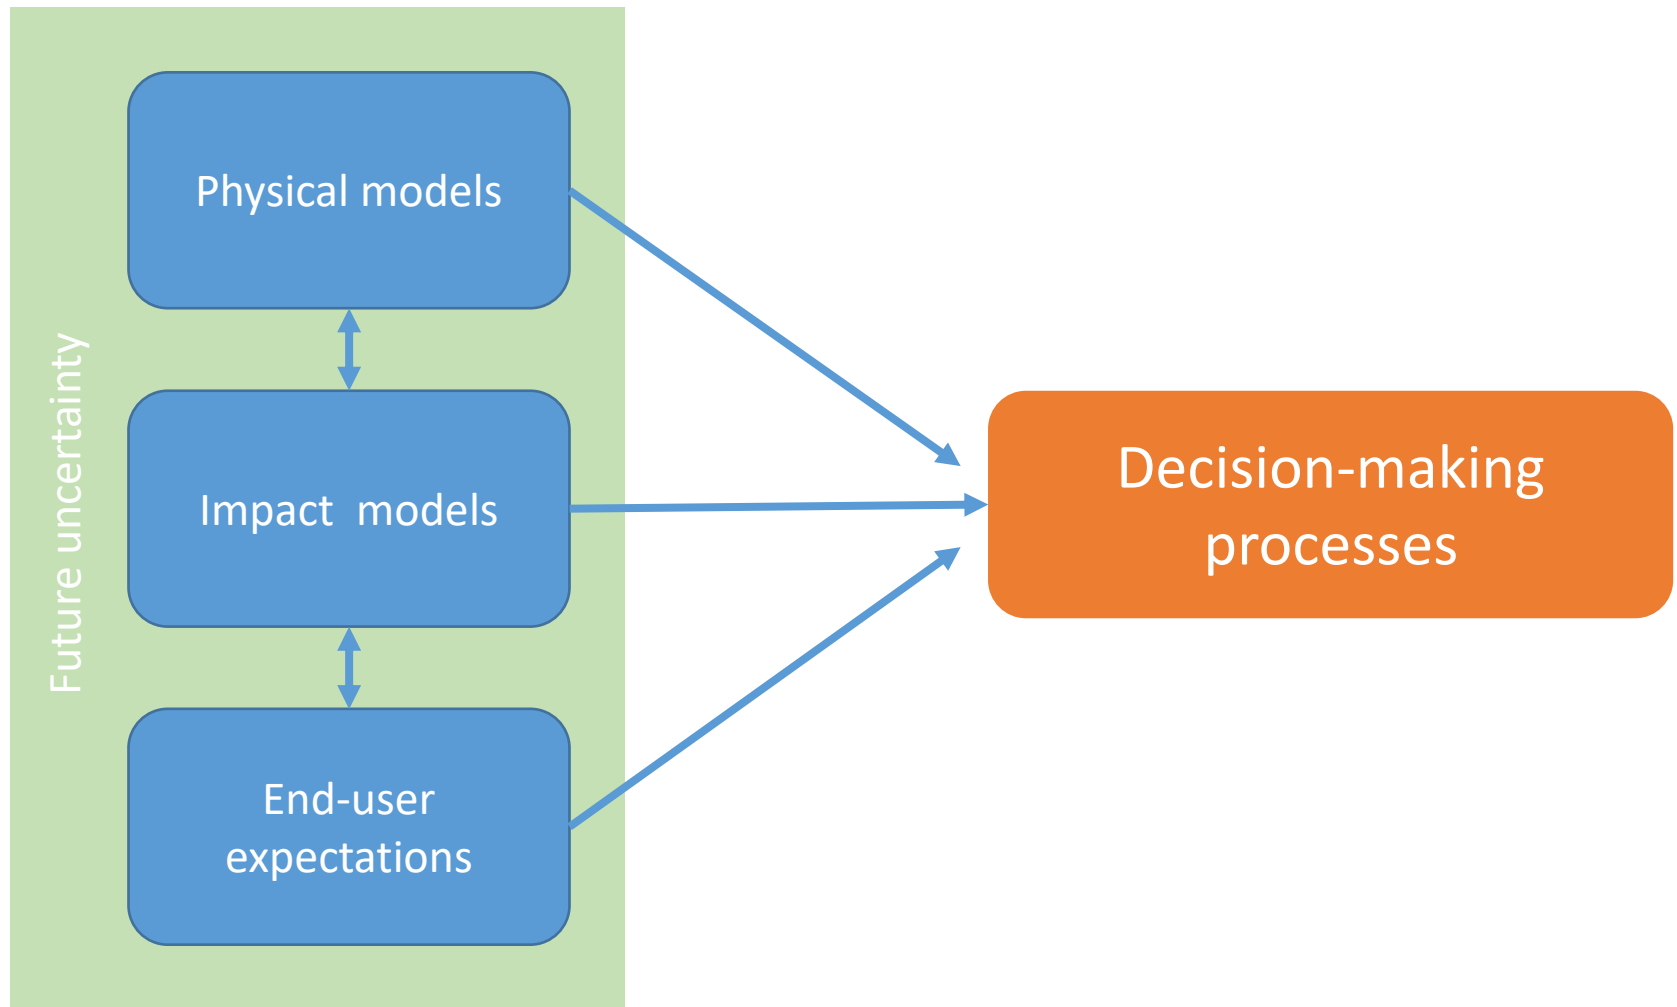 Future uncertainty
Physical models
Impact  models
End-user
expectations
Decision-making
processes